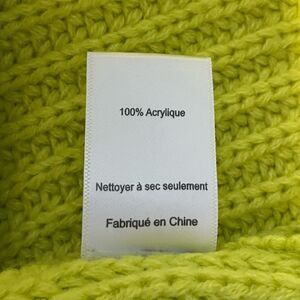 100% Acrylique
Nettoyer à sec seulement
Fabriqué en Chine